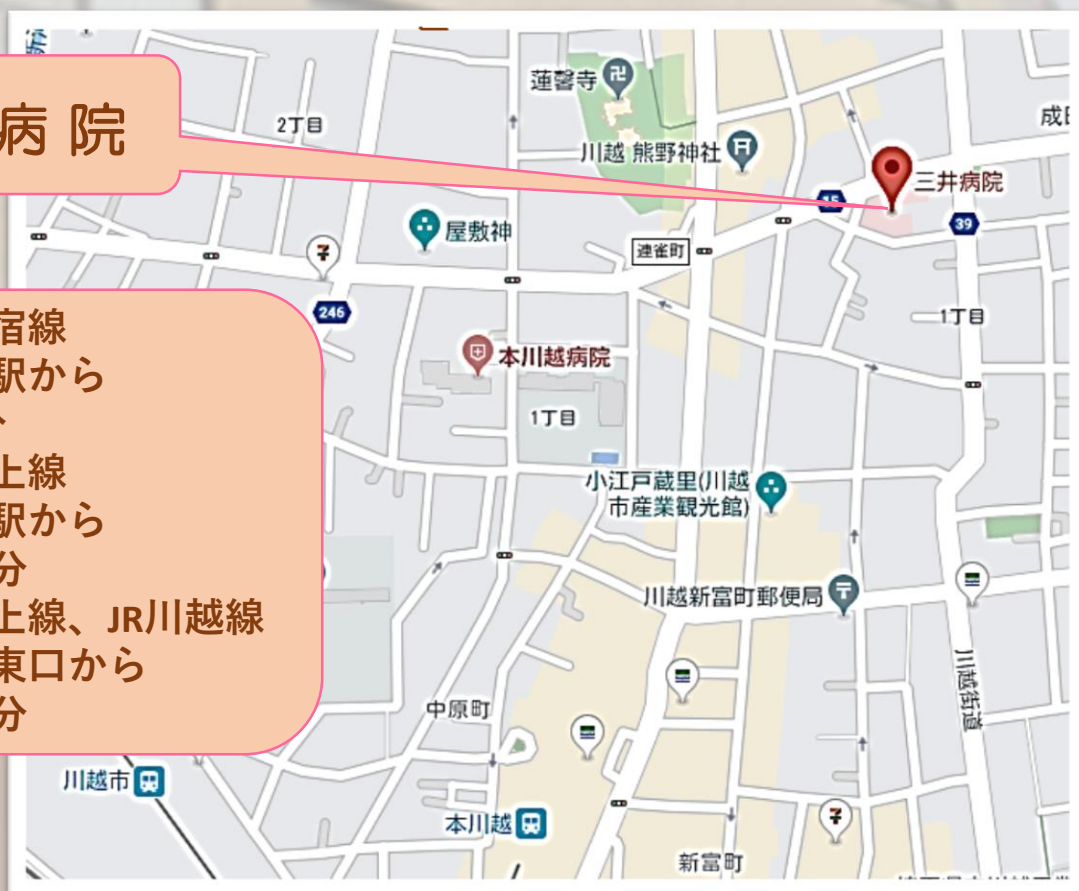 病 院
蓮馨寺
2丁目
川越 熊野神社
三井病院
15
39
屋敷神
連雀町
246
1丁目
宿線
駅から
本川越病院
1丁目
上線
駅から
分
小江戸蔵里(川越
市産業観光館)
上線、JR川越線
東口から
分
川越新富町郵便局
川越街道
中原町
川越市
本川越
新富町